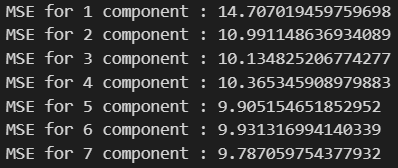 MSE for 1 component : 14.707019459759698
MSE for 2 component : 10.991148636934089
MSE for 3 component : 10.134825206774277
MSE for 4 component : 10.365345908979883
MSE for 5 component : 9.905154651852952
MSE for 6 component : 9.931316994140339
MSE for 7 component : 9.787059754377932